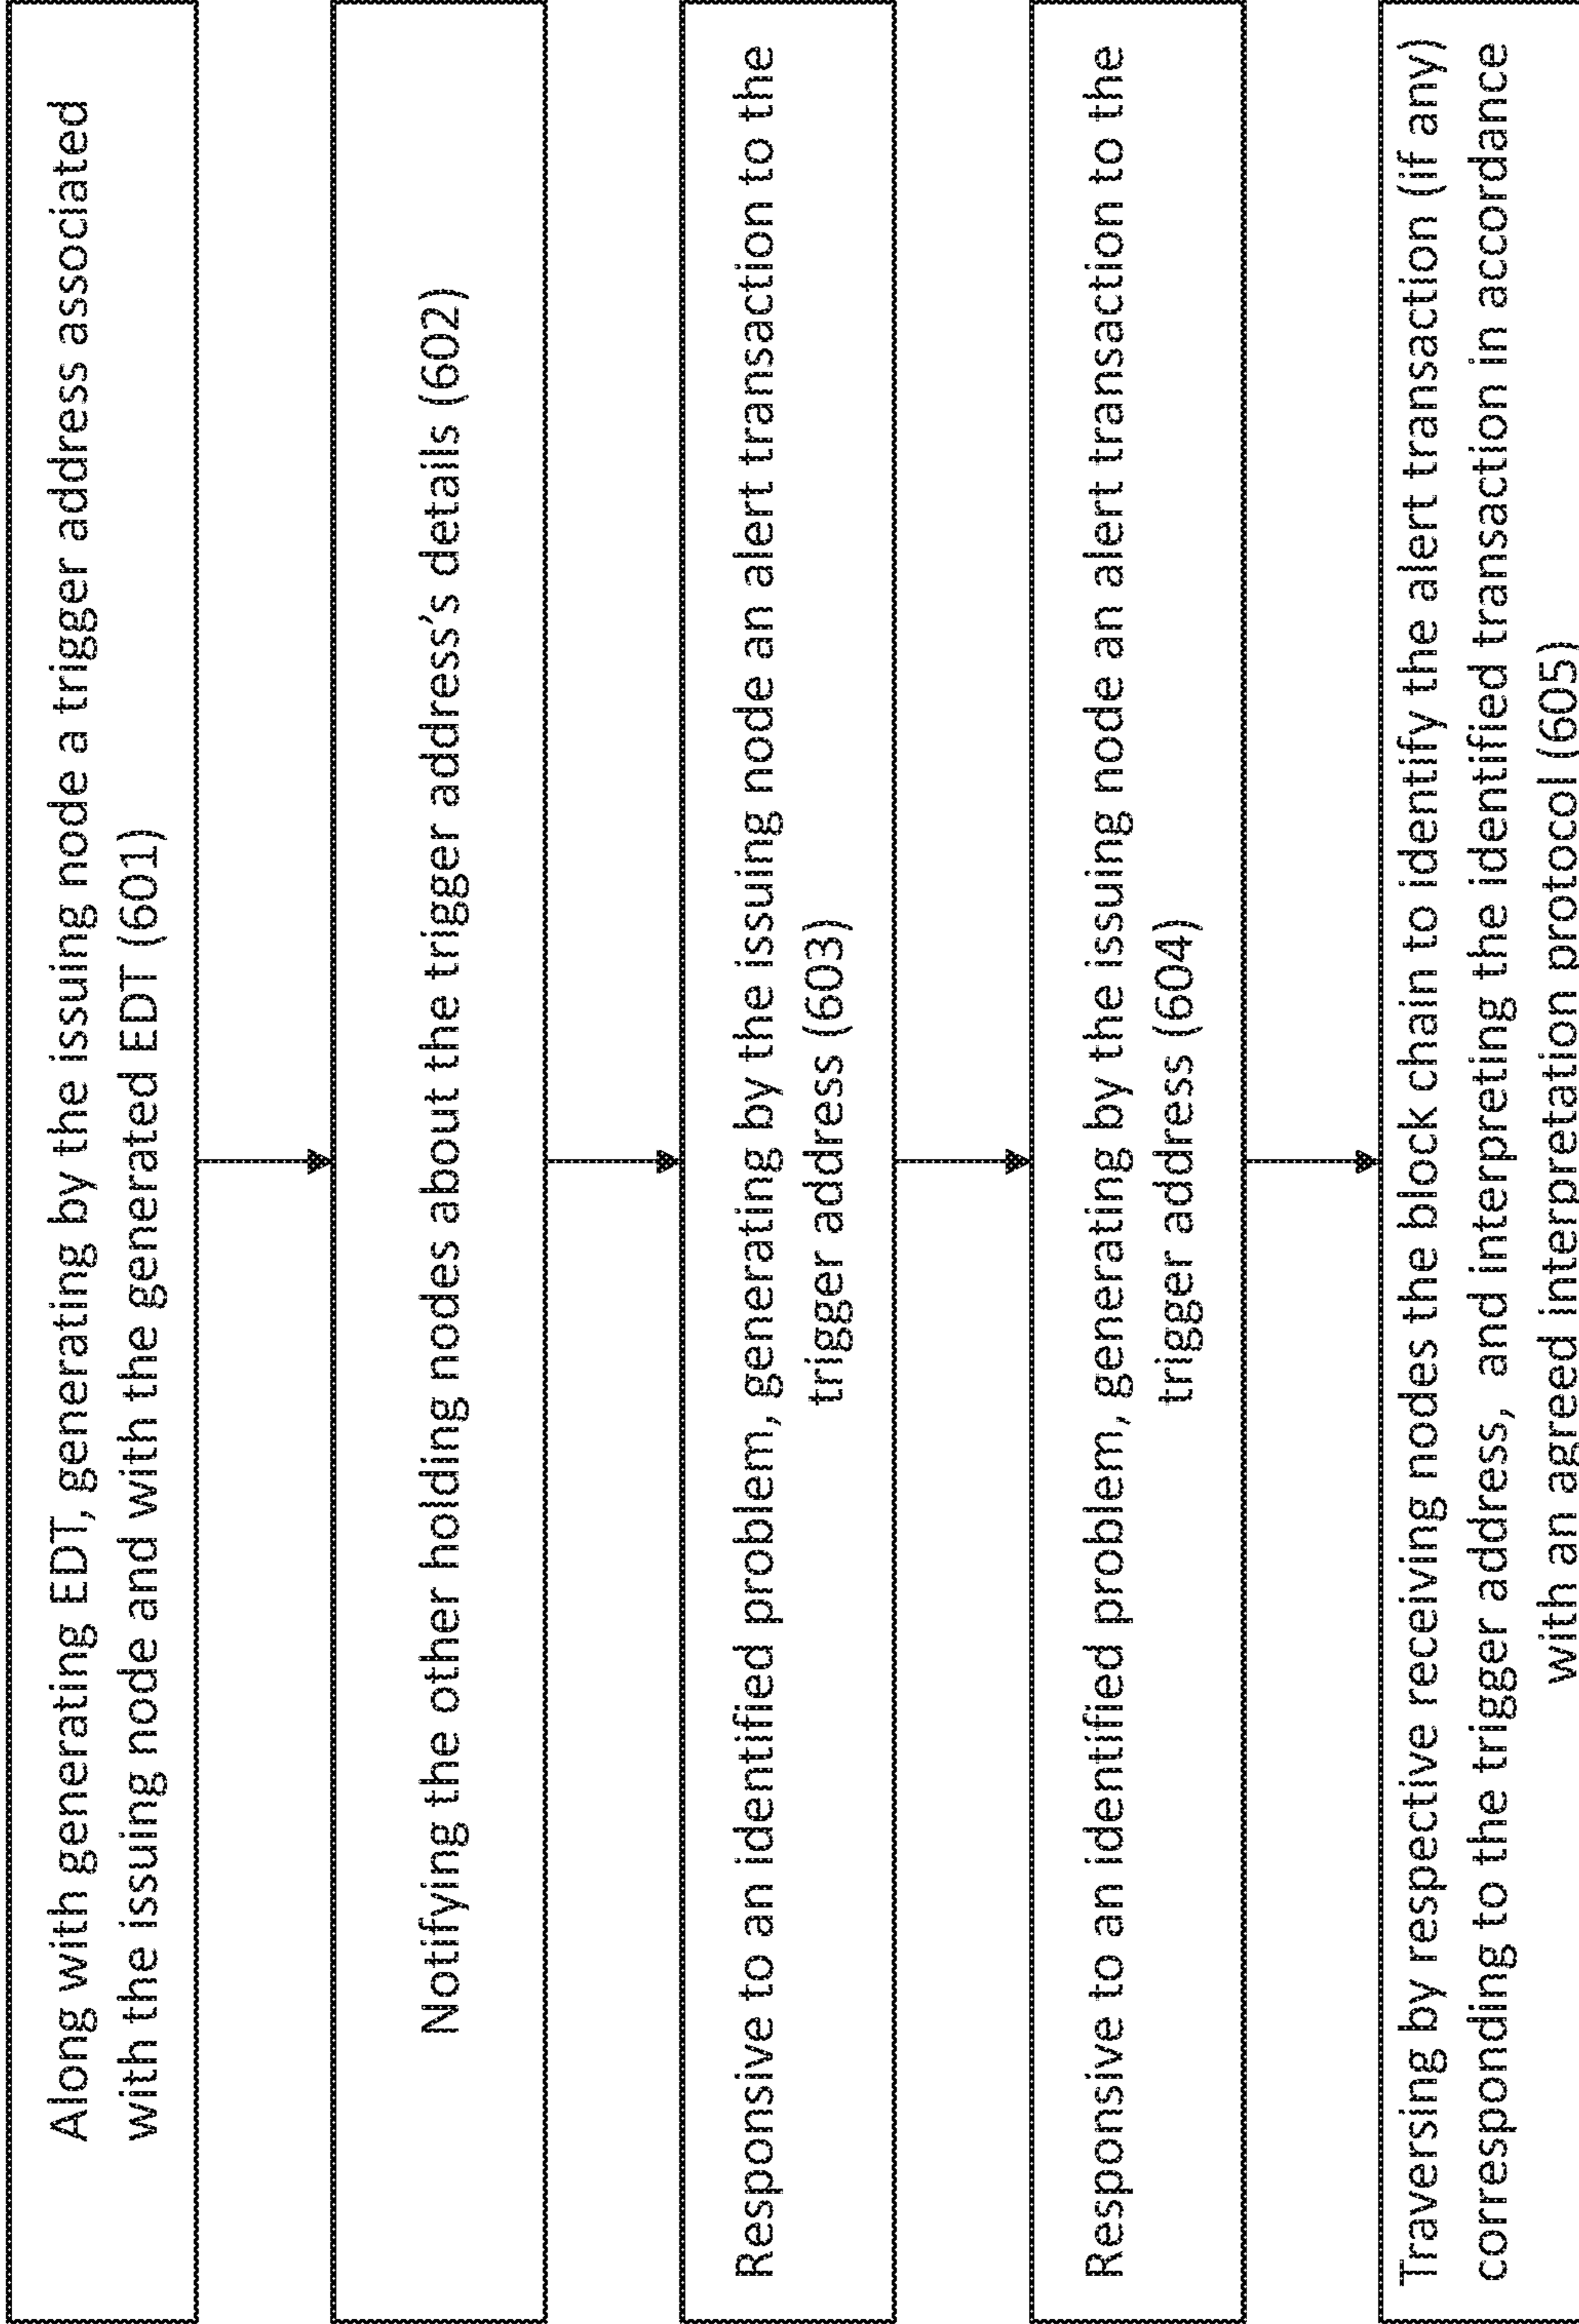 Along with generating EDT, generating by the issuing node a trigger address associated
with the issuing node and with the generated EDT (601)
Notifying the other holding nodes about the trigger address’s details (602)
Responsive to an identified problem, generating by the issuing node an alert transaction to the
trigger address (603)
Responsive to an identified problem, generating by the issuing node an alert transaction to the
trigger address (604)
Traversing by respective receiving nodes the block chain to identify the alert transaction (if any)
corresponding to the trigger address, and interpreting the identified transaction in accordance
with an agreed interpretation protocol (605)